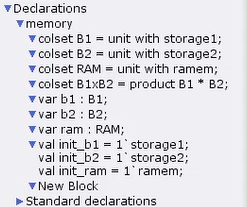 Declarations
memory
colset B1 = unit with storage1;
colset B2 = unit with storage2;
colset RAM = unit with ramem;
colset B1xB2 = product B1 * B2;
var b1 : B1;
var b2 : B2;
var ram : RAM;
val init_b1 = 1`storage1;
val init_b2 = 1`storage2;
val init_ram = 1`ramem;
New Block
Standard declarations